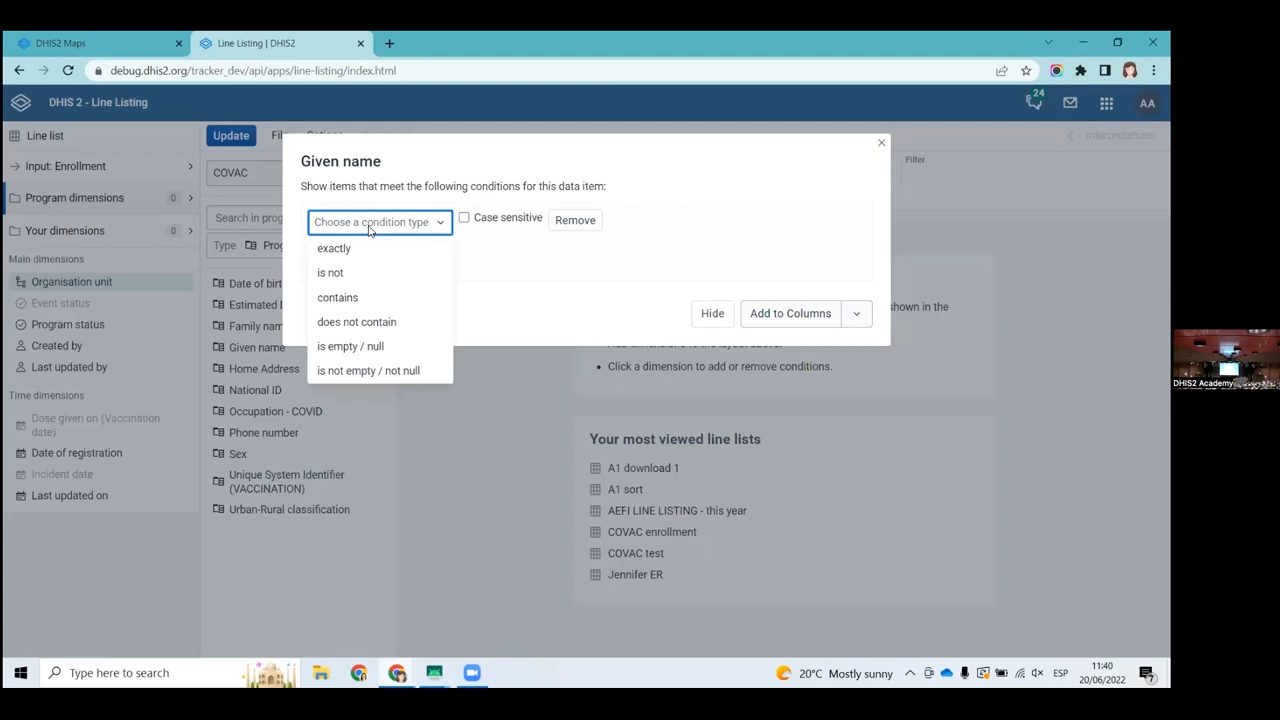 DHIS2 Maps
Line Listing | DHIS2
debug.dhis2.org/tracker_dev/api/apps/line-listing/index.html
DHIS 2 - Line Listing
24
AA
Line list
Update
Interpretations
Input: Enrollment
COVAC
Filter
Program dimensions
0
Your dimensions
0
Type
Main dimensions
Organisation unit
Event status
Program status
Created by
Last updated by
Time dimensions
Dose given on (Vaccination
date)
Date of registration
Incident date
Last updated on
Date of birt
Estimated D
Family nam
Given name
Home Address
National ID
Occupation - COVID
Phone number
Sex
Unique System Identifier
(VACCINATION)
Urban-Rural classification
Given name
Show items that meet the following conditions for this data item:
Choose a condition type
Case sensitive
Remove
exactly
is not
contains
does not contain
is empty / null
is not empty / not null
Hide
Add to Columns
shown in the
Click a dimension to add or remove conditions.
Your most viewed line lists
A1 download 1
A1 sort
AEFI LINE LISTING - this year
COVAC enrollment
COVAC test
Jennifer ER
DHIS2 Academy
Type here to search
20°C Mostly sunny
ESP
11:40
20/06/2022
7